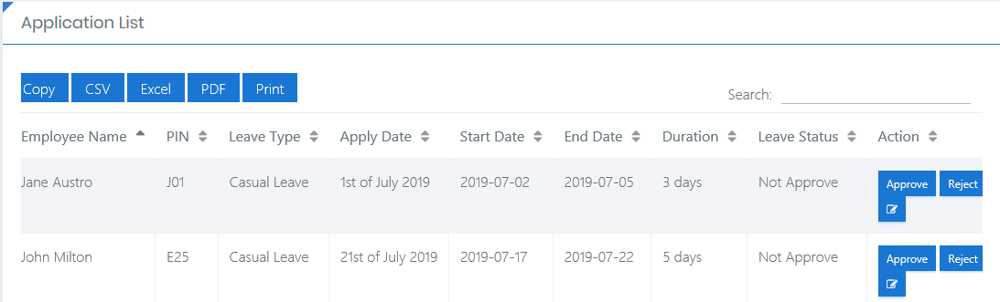 Application List
Copy CSV Excel PDF Print
Search:
Employee Name PIN Leave Type Apply Date Start Date End Date Duration Leave Status Action
Jane Austro J01 Casual Leave 1st of July 2019 2019-07-02 2019-07-05 3 days Not Approve Approve Reject
John Milton E25 Casual Leave 21st of July 2019 2019-07-17 2019-07-22 5 days Not Approve Approve Reject